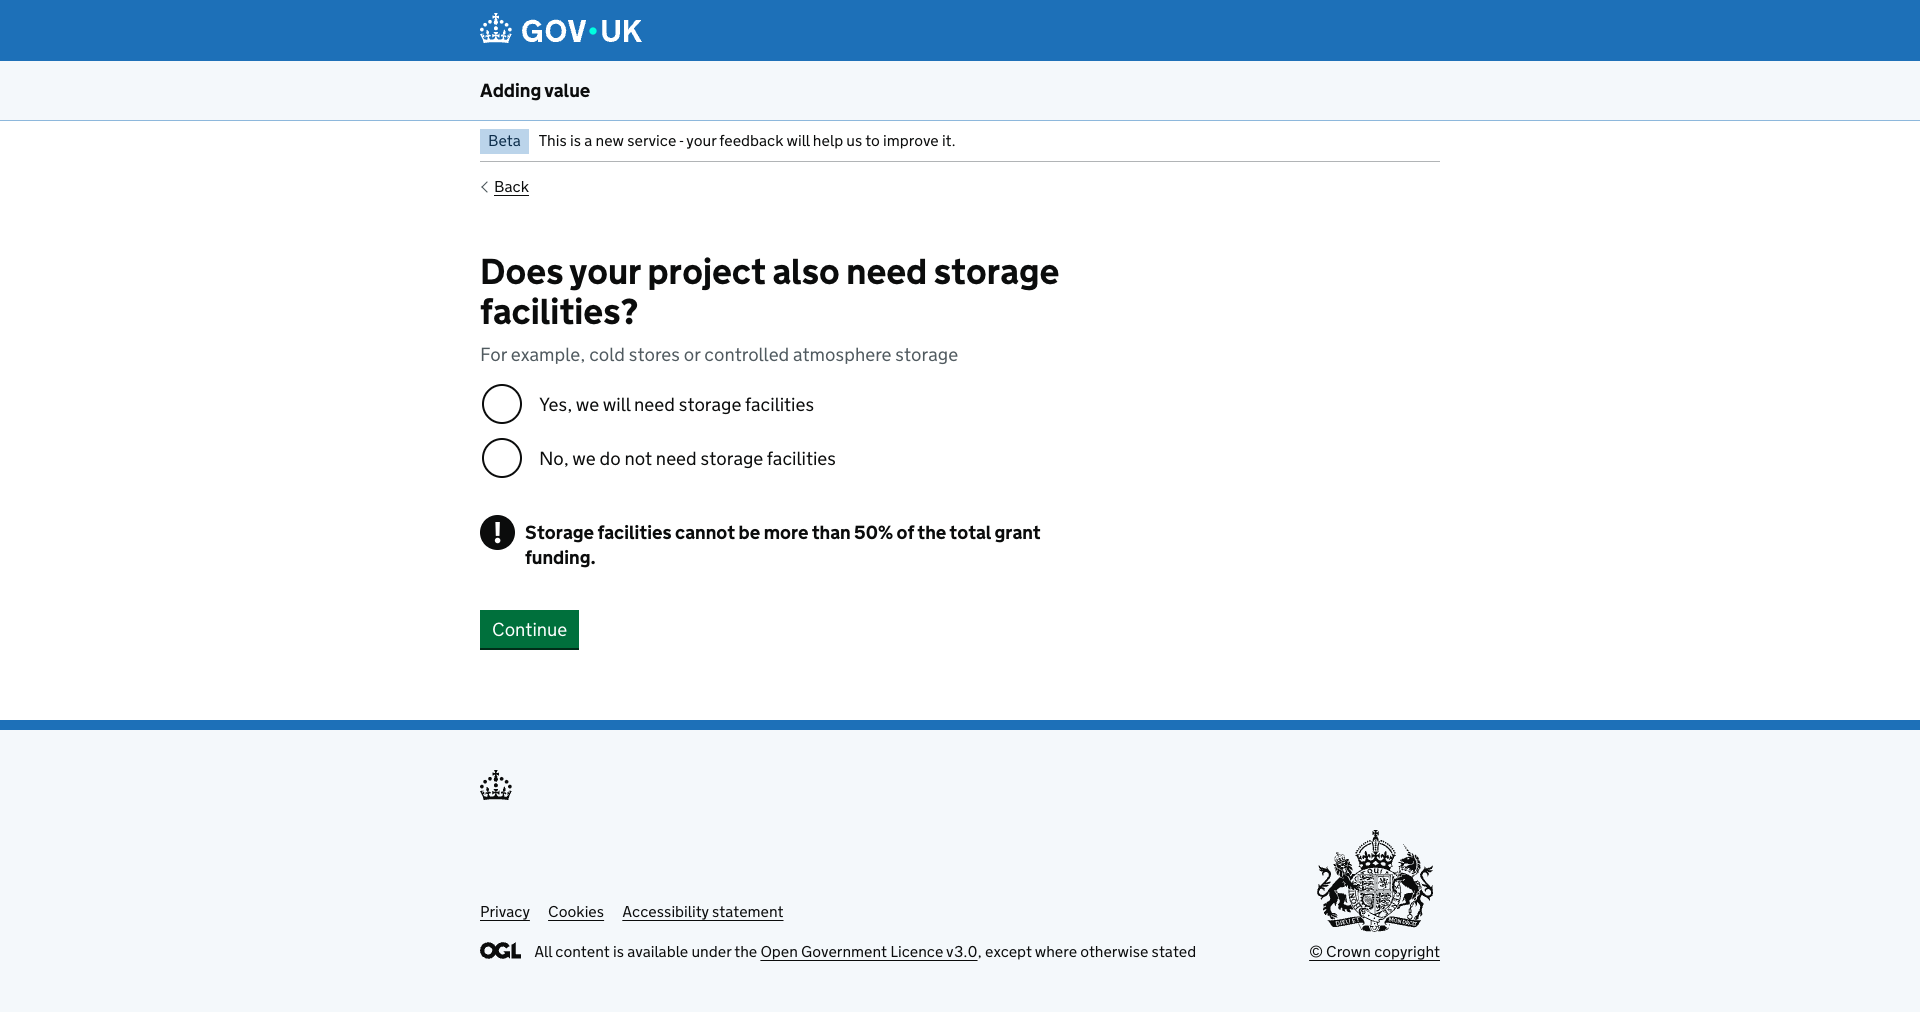 GOV·UK
Adding value
Beta This is a new service - your feedback will help us to improve it.
Back
Does your project also need storage
facilities?
For example, cold stores or controlled atmosphere storage
Yes, we will need storage facilities
No, we do not need storage facilities
! Storage facilities cannot be more than 50% of the total grant
funding.
Continue
Privacy Cookies Accessibility statement
OGL All content is available under the Open Government Licence v3.0, except where otherwise stated
© Crown copyright